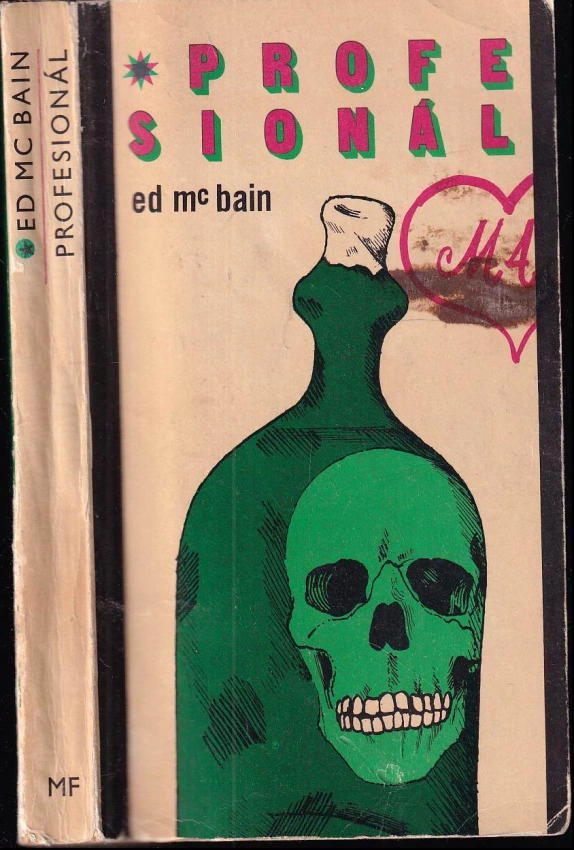 ED MC BAIN
PROFESIONÁL
MF
PROFE
SIONÁL
ed mc bain
MA